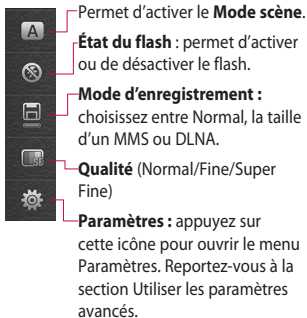 Permet d'activer le Mode scène.
État du flash : permet d'activer
ou de désactiver le flash.
Mode d'enregistrement :
choisissez entre Normal, la taille
d'un MMS ou DLNA.
Qualité (Normal/Fine/Super
Fine)
Paramètres : appuyez sur
cette icône pour ouvrir le menu
Paramètres. Reportez-vous à la
section Utiliser les paramètres
avancés.
A
SF